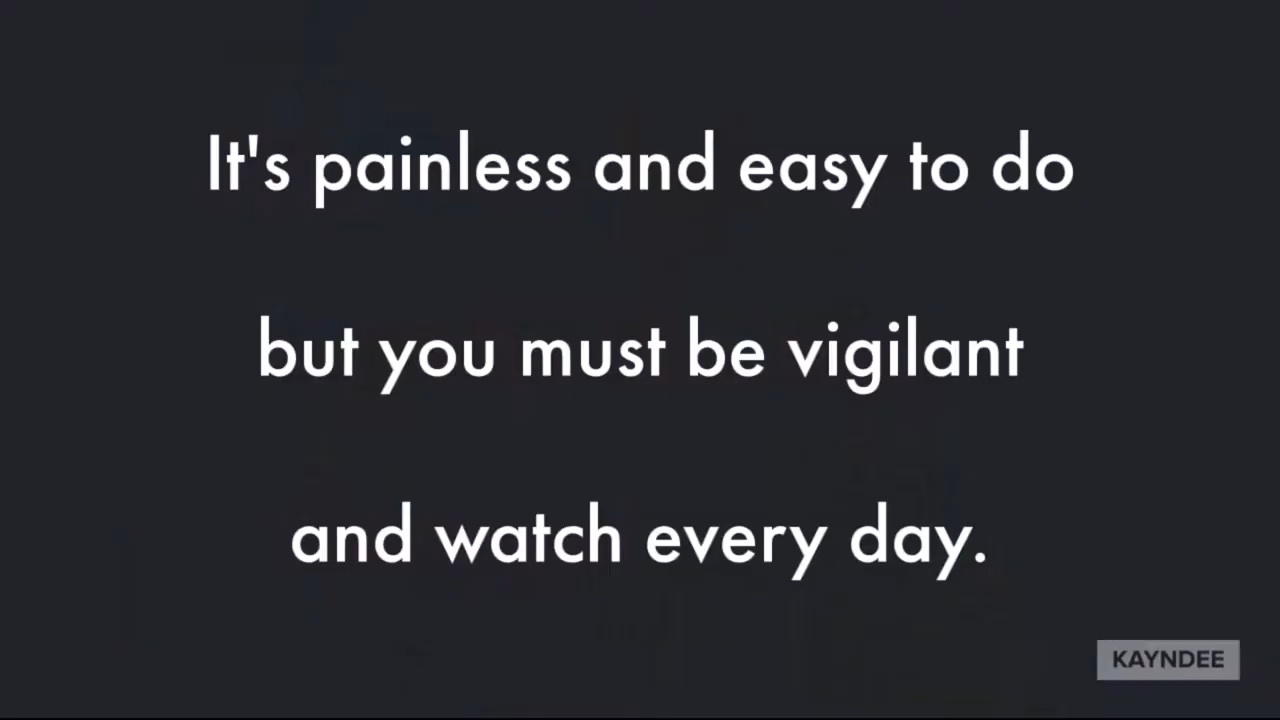 It's painless and easy to do
but you must be vigilant
and watch every day.
KAYNDEE